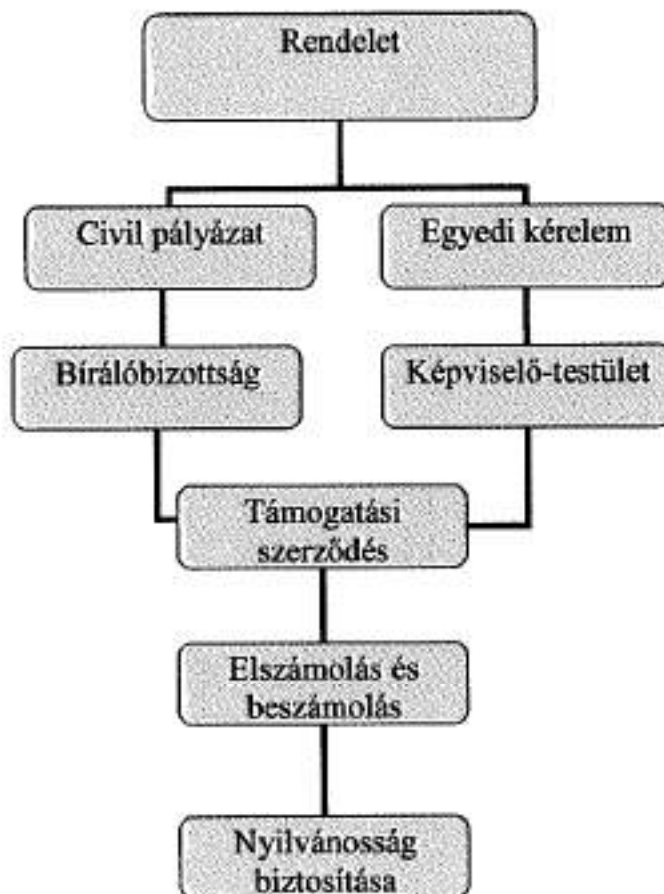 Rendelet
Civil pályázat
Egyedi kérelem
Bírálóbizottság
Képviselő-testület
Támogatási
szerződés
Elszámolás és
beszámolás
Nyilvánosság
biztosítása